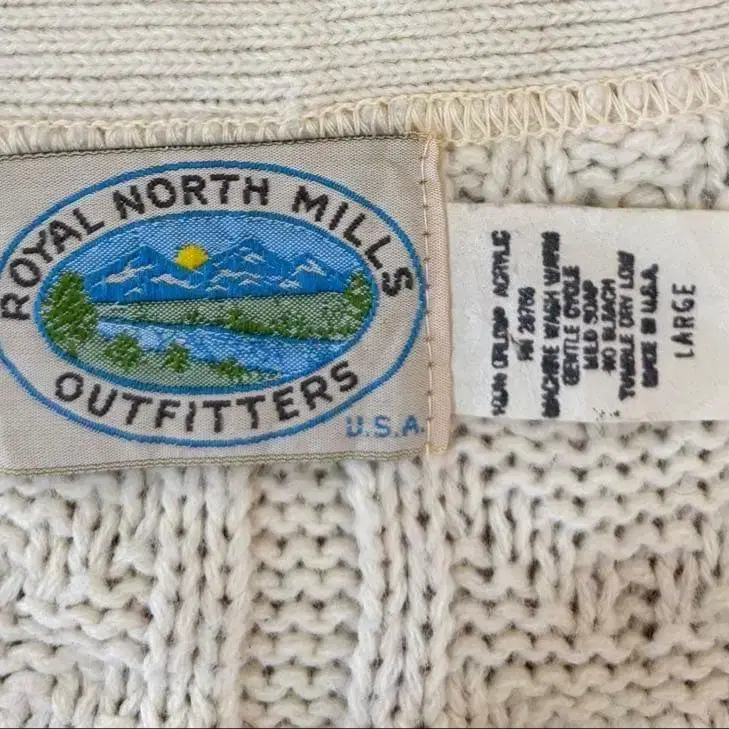 ROYAL NORTH MILLS
OUTFITTERS
U.S.A.
100% ORLON® ACRYLIC
RN
MACHINE WASH WARM
GENTLE CYCLE
MILD SOAP
NO BLEACH
TUMBLE DRY LOW
MADE IN U.S.A.
LARGE